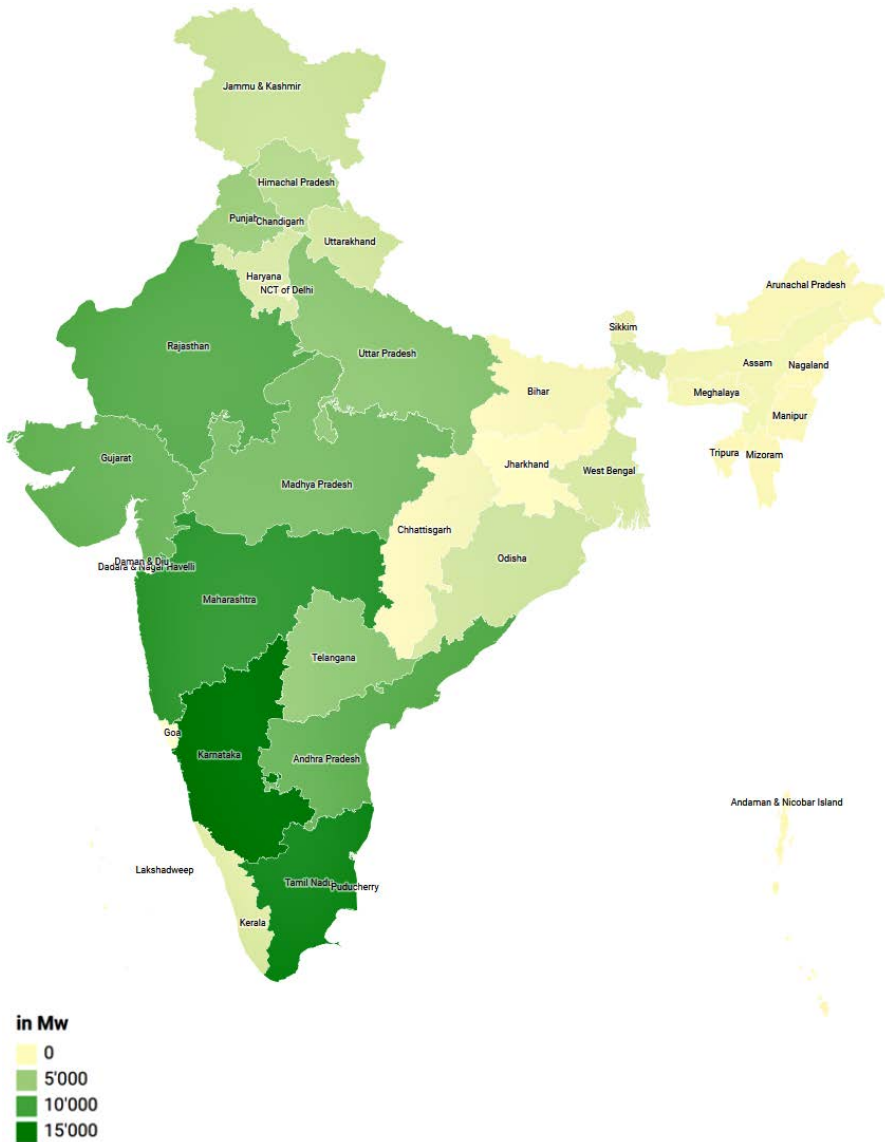 Jammu & Kashmir
Himachal Pradesh
Punjab
Chandigarh
Uttarakhand
Haryana
NCT of Delhi
Arunachal Pradesh
Sikkim
Rajasthan
Uttar Pradesh
Assam
Nagaland
Bihar
Meghalaya
Manipur
Gujarat
Tripura
Mizoram
Jharkhand
West Bengal
Madhya Pradesh
Chhattisgarh
Odisha
Daman & Diu
Dadara & Nagar Havelli
Maharashtra
Telangana
Goa
Karnataka
Andhra Pradesh
Andaman & Nicobar Island
Lakshadweep
Tamil Nadu
Puducherry
Kerala
in Mw
0
5'000
10'000
15'000